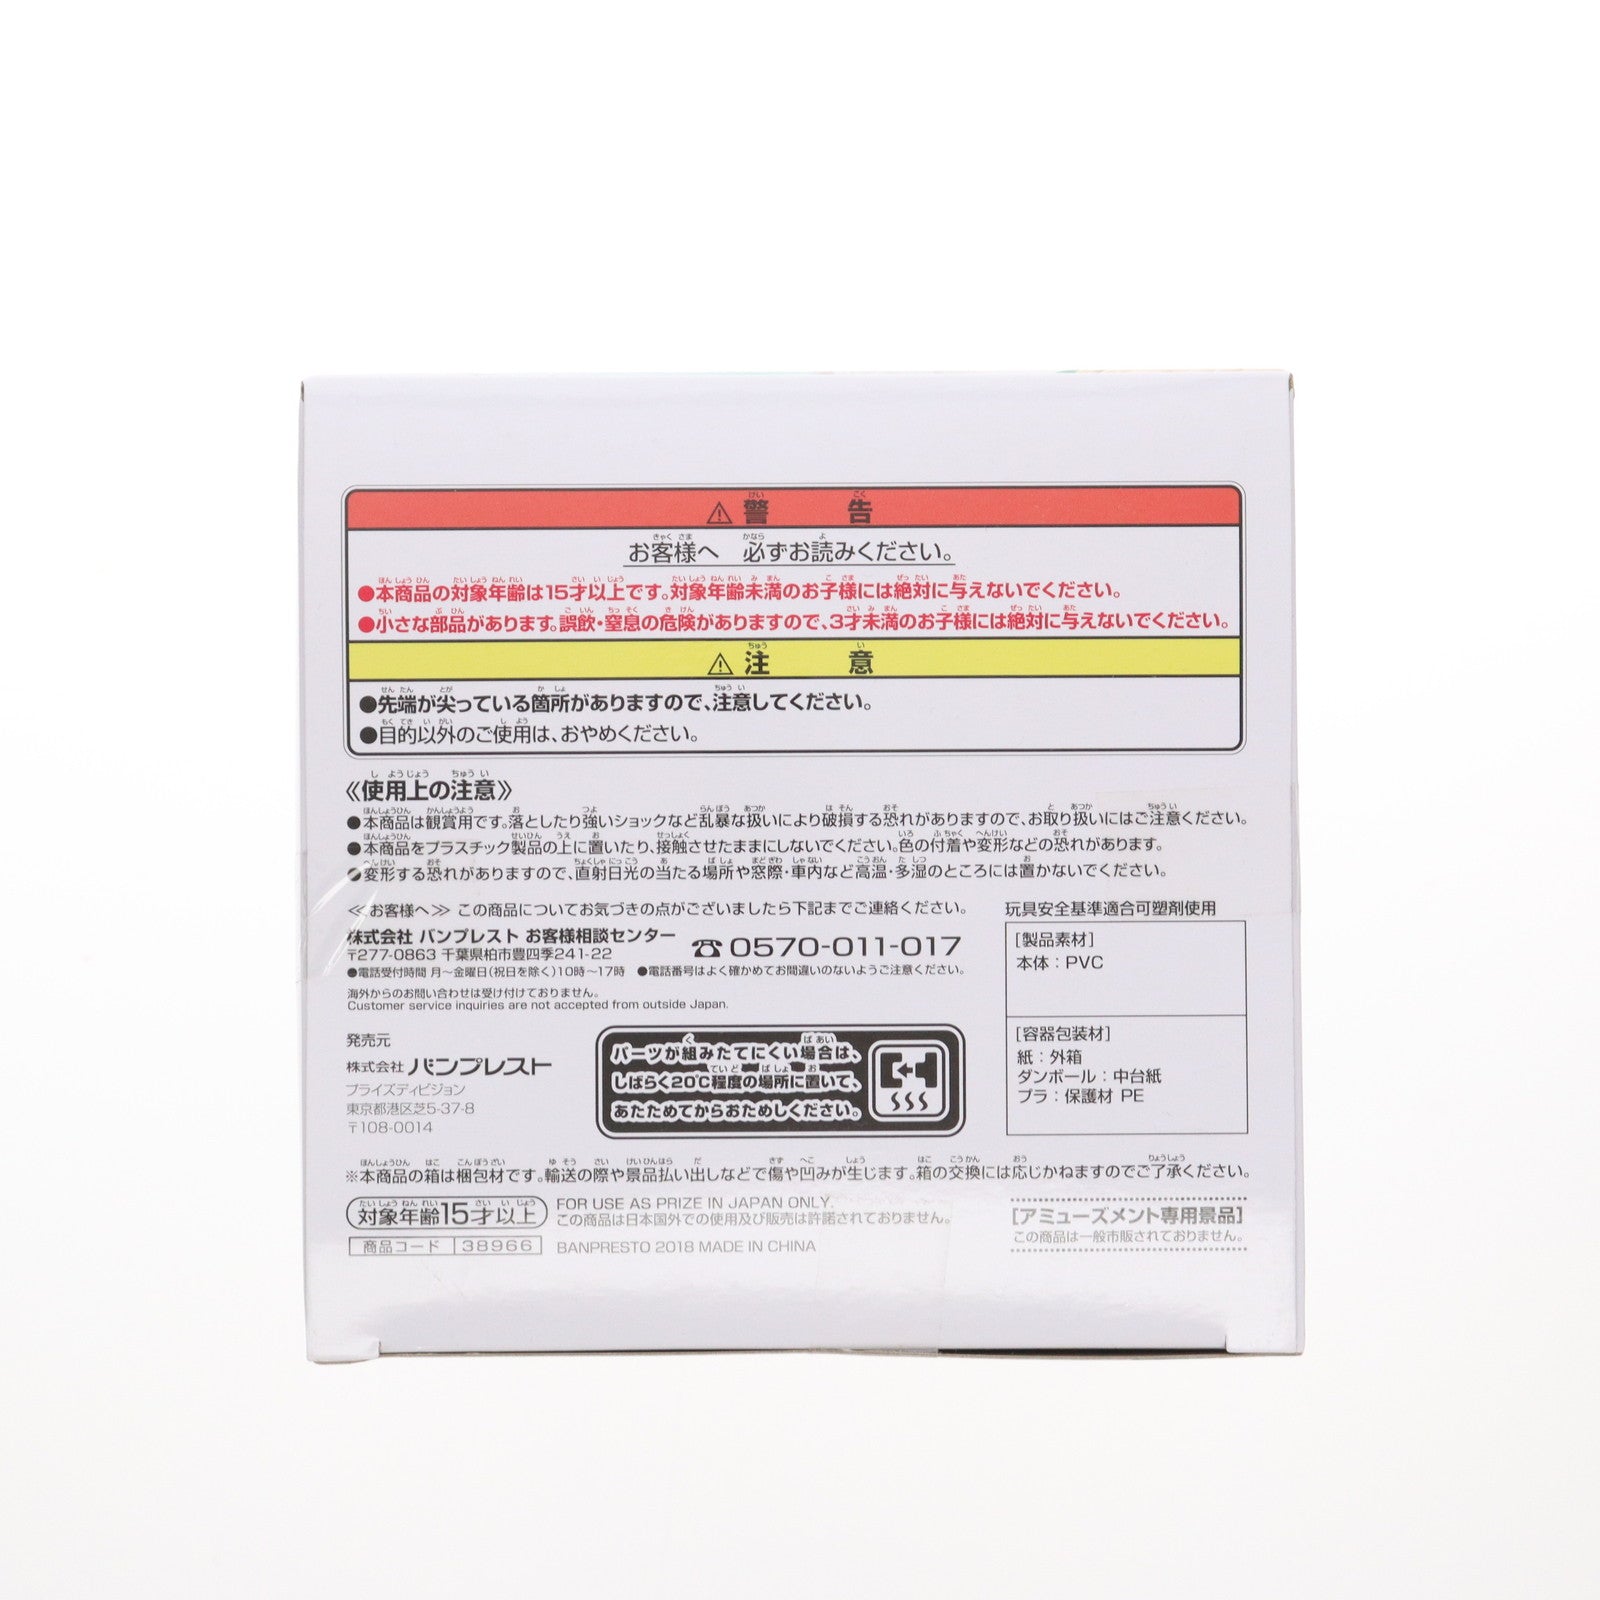 ⚠警告
お客様へ 必ずお読みください。
●本商品の対象年齢は15才以上です。対象年齢未満のお子様には絶対に与えないでください。
●小さな部品があります。誤飲・窒息の危険がありますので、3才未満のお子様には絶対に与えないでください。
⚠注意
●先端が尖っている箇所がありますので、注意してください。
●目的以外のご使用は、おやめください。
《使用上の注意》
●本商品は観賞用です。落としたり強いショックなど乱暴な扱いにより破損する恐れがありますので、お取り扱いにはご注意ください。
●本商品をプラスチック製品の上に置いたり、接触させたままにしないでください。色の付着や変形などの恐れがあります。
●変形する恐れがありますので、直射日光の当たる場所や窓際・車内など高温・多湿のところには置かないでください。
≪お客様へ≫ この商品についてお気づきの点がございましたら下記までご連絡ください。
株式会社 バンプレスト お客様相談センター
☎0570-011-017
〒277-0863 千葉県柏市豊四季241-22
●電話受付時間 月～金曜日(祝日を除く)10時～17時 ●電話番号はよく確かめてお間違いのないようご注意ください。
海外からのお問い合わせは受け付けておりません。
Customer service inquiries are not accepted from outside Japan.
玩具安全基準適合可塑剤使用
[製品素材]
本体：PVC
[容器包装材]
紙：外箱
ダンボール：中台紙
プラ：保護材 PE
発売元
株式会社 バンプレスト
プライズディビジョン
東京都港区芝5-37-8
〒108-0014
パーツが組みたてにくい場合は、
しばらく20℃程度の場所に置いて、
あたためてからおためしください。
※本商品の箱は梱包材です。輸送の際や景品払い出しなどで傷や凹みが生じます。箱の交換には応じかねますのでご了承ください。
対象年齢15才以上
商品コード 38966
FOR USE AS PRIZE IN JAPAN ONLY.
この商品は日本国外での使用及び販売は許諾されておりません。
BANPRESTO 2018 MADE IN CHINA
[アミューズメント専用景品]
この商品は一般市販されておりません。